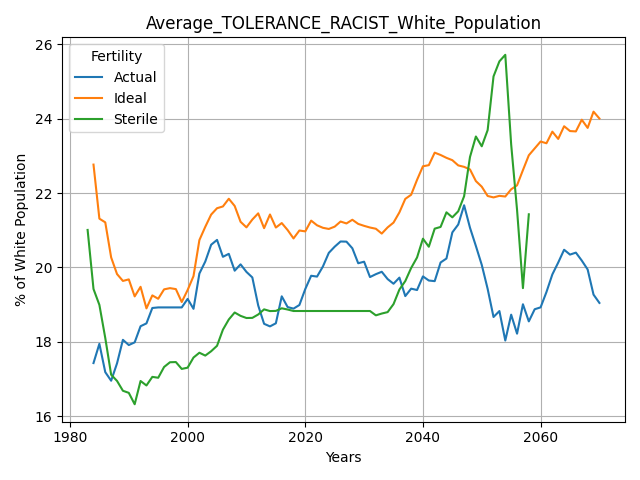 Average_TOLERANCE_RACIST_White_Population
Fertility
Actual
Ideal
Sterile
% of White Population
26
24
22
20
18
16
1980
2000
2020
2040
2060
Years